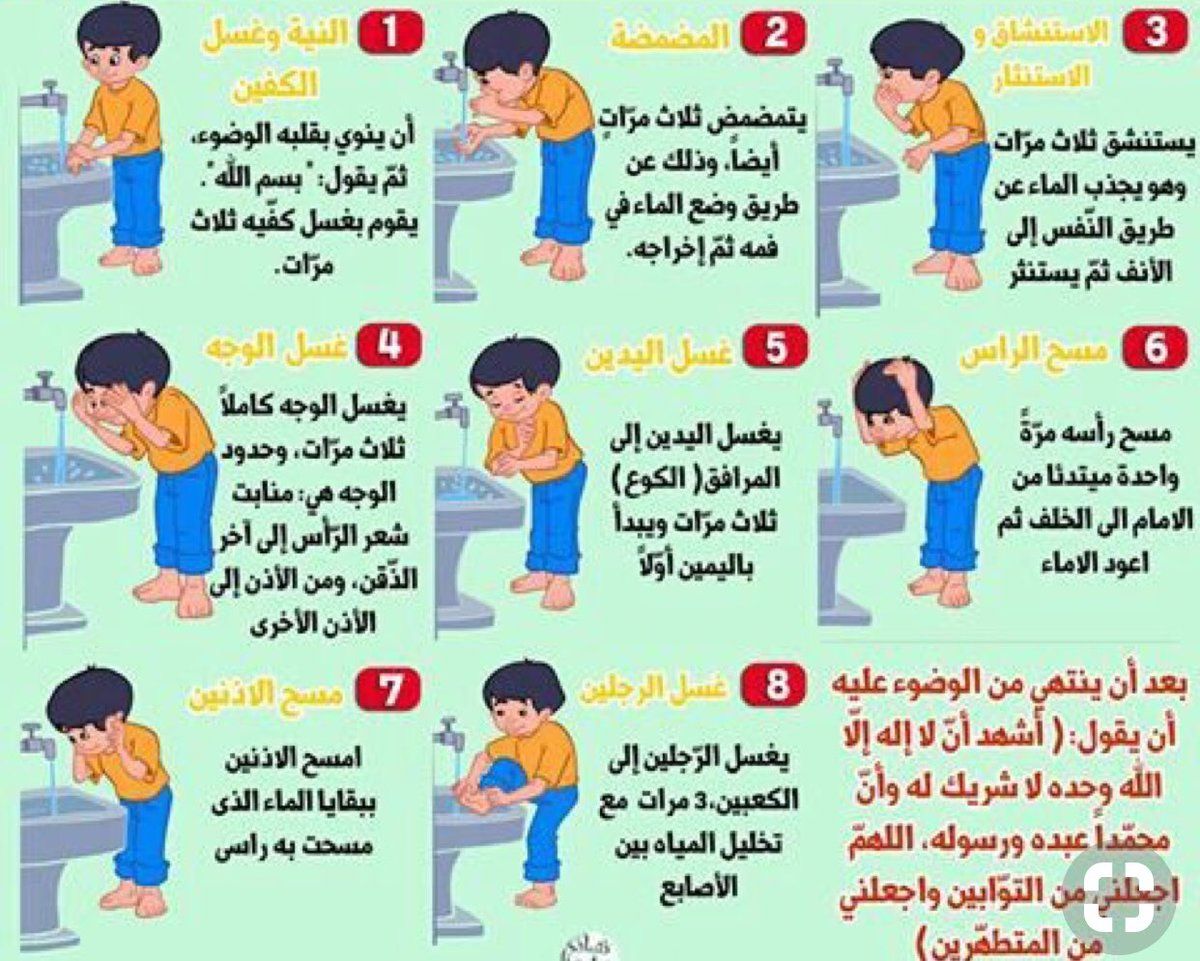 1 النية وغسل
الكفين
أن ينوي بقلبه الوضوء،
ثمّ يقول: "بسم الله".
يقوم بغسل كفّيه ثلاث
مرّات.
2 المضمضة
يتمضمض ثلاث مرّاتٍ
أيضاً، وذلك عن
طريق وضع الماء في
فمه ثمّ إخراجه.
3 الاستنشاق و
الاستنثار
يستنشق ثلاث مرّات
وهو يجذب الماء عن
طريق النّفس إلى
الأنف ثمّ يستنثر
4 غسل الوجه
يغسل الوجه كاملاً
ثلاث مرّات، وحدود
الوجه هي: منابت
شعر الرّأس إلى آخر
الذّقن، ومن الأذن إلى
الأذن الأخرى
5 غسل اليدين
يغسل اليدين إلى
المرافق( الكوع)
ثلاث مرّات ويبدأ
باليمين أوّلاً
6 مسح الراس
مسح رأسه مرّةً
واحدة مبتدئا من
الامام الى الخلف ثم
اعود الاماء
7 مسح الاذنين
امسح الاذنين
ببقايا الماء الذى
مسحت به راسى
8 غسل الرجلين
يغسل الرّجلين إلى
الكعبين،3 مرات مع
تخليل المياه بين
الأصابع
بعد أن ينتهي من الوضوء عليه
أن يقول: ( أشهد أنّ لا إله إلّا
الله وحده لا شريك له وأنّ
محمّداً عبده ورسوله، اللهمّ
اجعلني من التوّابين واجعلني
من المتطهّرين)